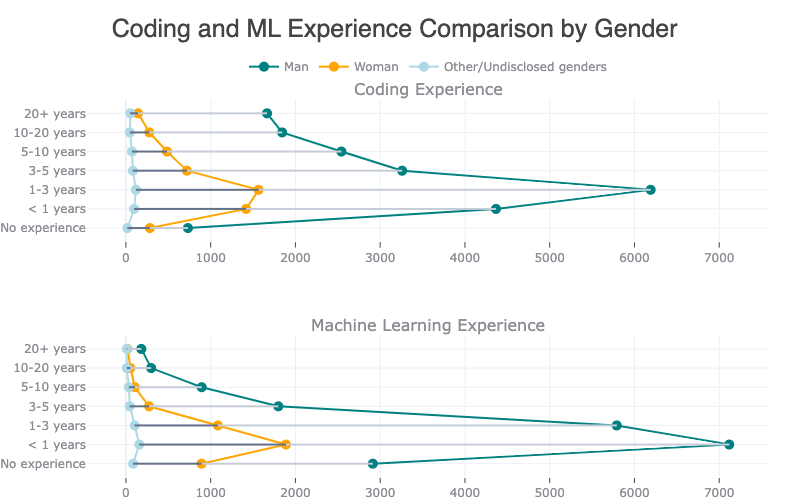 Coding and ML Experience Comparison by Gender
Man Woman Other/Undisclosed genders
Coding Experience
20+ years
10-20 years
5-10 years
3-5 years
1-3 years
< 1 years
No experience
0 1000 2000 3000 4000 5000 6000 7000
Machine Learning Experience
20+ years
10-20 years
5-10 years
3-5 years
1-3 years
< 1 years
No experience
0 1000 2000 3000 4000 5000 6000 7000